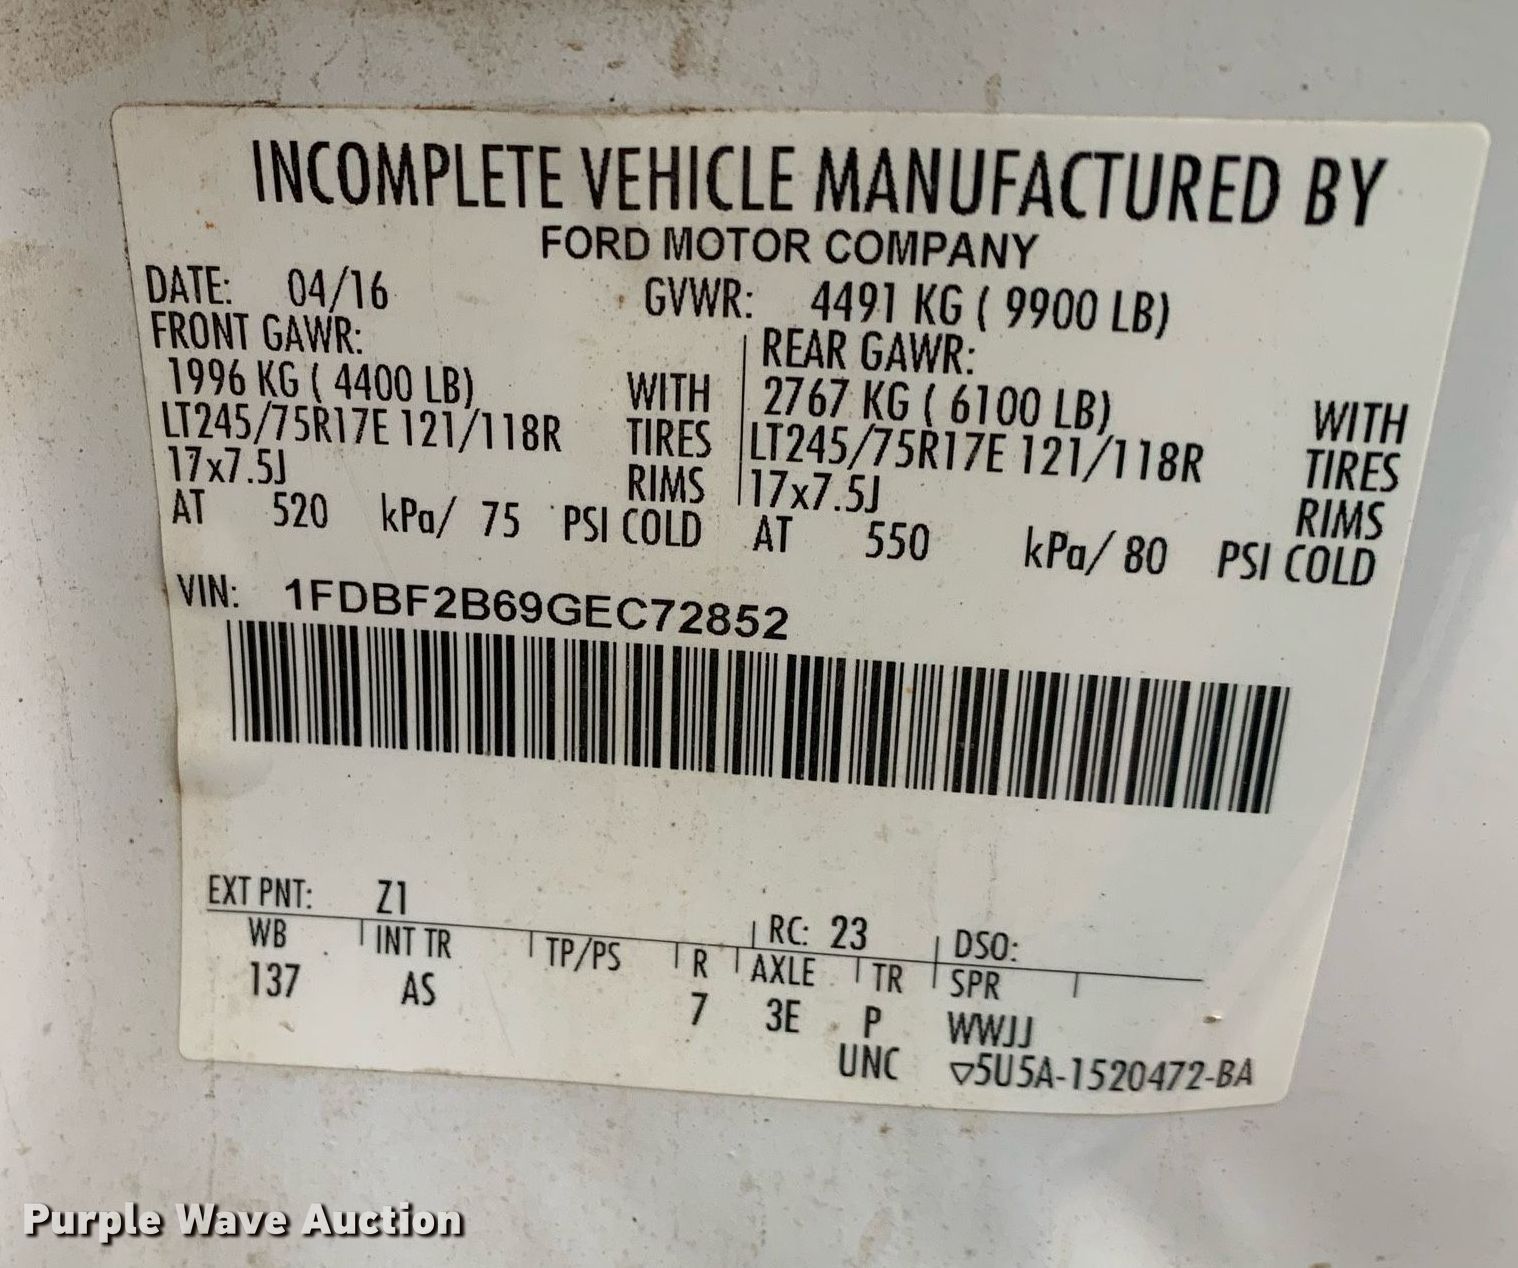 INCOMPLETE VEHICLE MANUFACTURED BY
FORD MOTOR COMPANY
DATE: 04/16 GVWR: 4491 KG ( 9900 LB)
FRONT GAWR: REAR GAWR:
1996 KG ( 4400 LB) WITH 2767 KG ( 6100 LB) WITH
LT245/75R17E 121/118R TIRES LT245/75R17E 121/118R TIRES
17x7.5J RIMS 17x7.5J RIMS
AT 520 kPa/ 75 PSI COLD AT 550 kPa/ 80 PSI COLD
VIN: 1FDBF2B69GEC72852
EXT PNT: Z1 RC: 23 DSO:
WB INT TR TP/PS R AXLE TR SPR
137 AS 7 3E P WWJJ
UNC ▽5U5A-1520472-BA
Purple Wave Auction